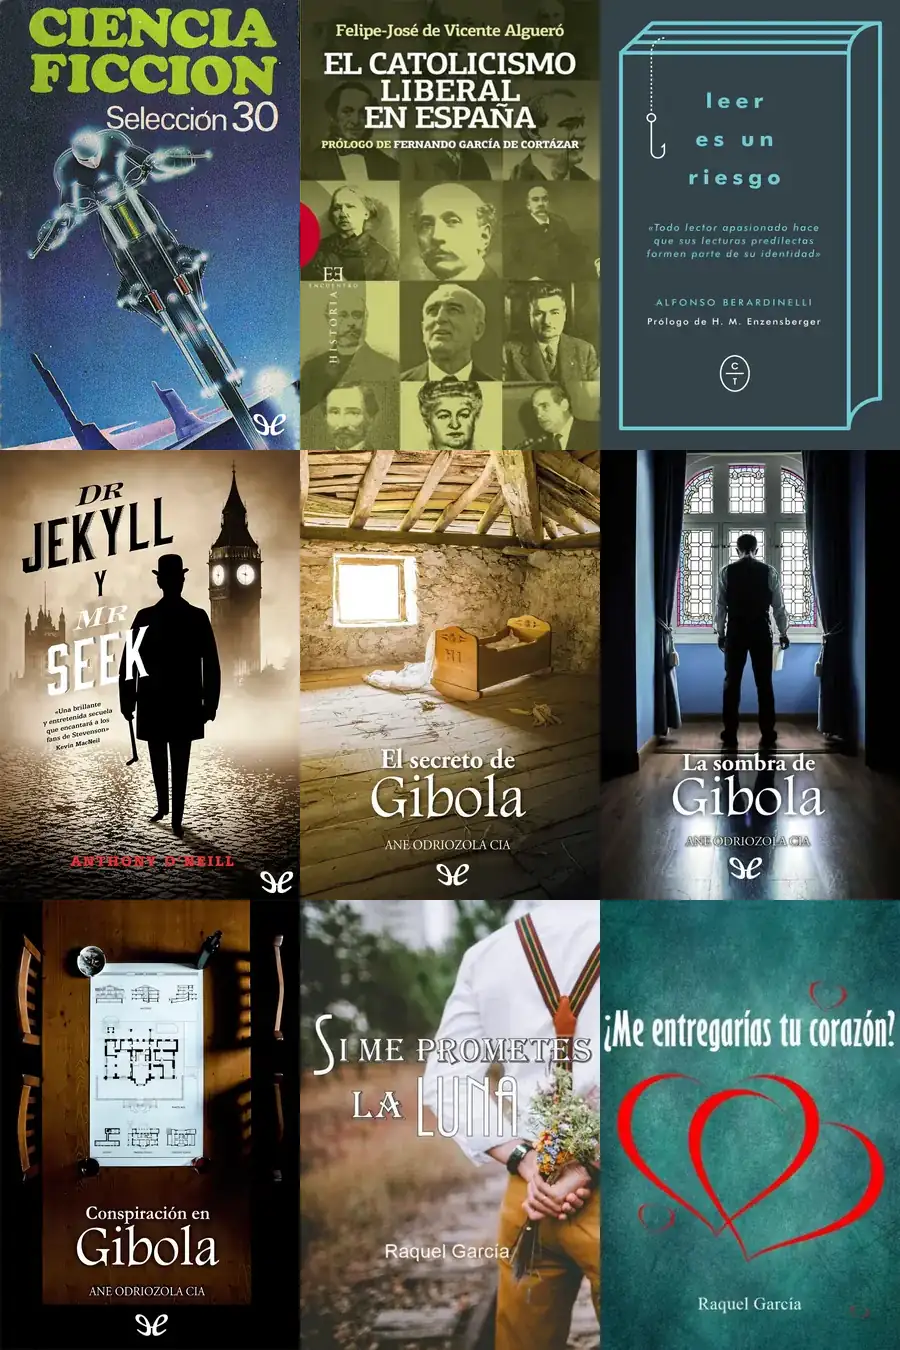 CIENCIA
FICCION
Selección 30
Felipe-José de Vicente Algueró
EL CATOLICISMO
LIBERAL
EN ESPAÑA
PRÓLOGO DE FERNANDO GARCÍA DE CORTÁZAR
EE
ENCUENTRO
HISTORIA
leer
es un
riesgo
«Todo lector apasionado hace
que sus lecturas predilectas
formen parte de su identidad»
ALFONSO BERARDINELLI
Prólogo de H. M. Enzensberger
C
T
DR
JEKYLL
Y
MR
SEEK
«Una brillante
y entretenida secuela
que encantará a los
fans de Stevenson»
Kevin MacNeil
ANTHONY O'NEILL
El secreto de
Gibola
ANE ODRIOZOLA CIA
La sombra de
Gibola
ANE ODRIOZOLA CIA
Conspiración en
Gibola
ANE ODRIOZOLA CIA
SI ME PROMETES
LA LUNA
Raquel García
¿Me entregarías tu corazón?
Raquel García